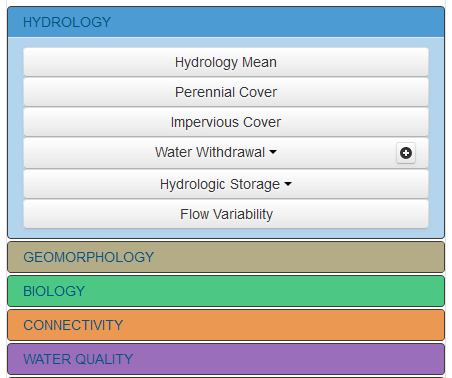 HYDROLOGY
Hydrology Mean
Perennial Cover
Impervious Cover
Water Withdrawal
Hydrologic Storage
Flow Variability
GEOMORPHOLOGY
BIOLOGY
CONNECTIVITY
WATER QUALITY